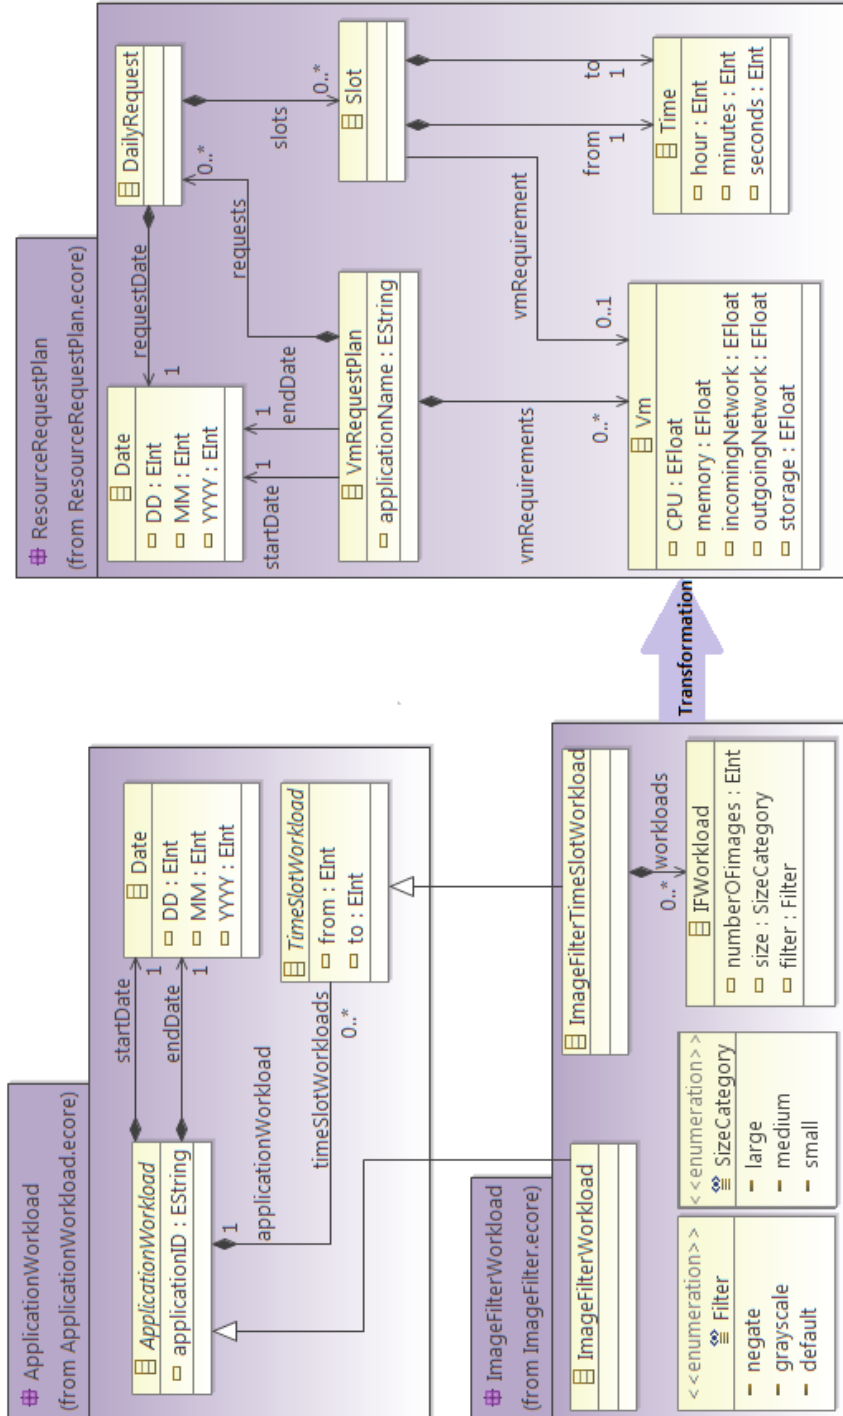 ApplicationWorkload
(from ApplicationWorkload.ecore)
ApplicationWorkload
applicationID : EString
startDate
1
endDate
1
Date
DD : EInt
MM : EInt
YYYY : EInt
1
applicationWorkload
timeSlotWorkloads
0..*
TimeSlotWorkload
from : EInt
to : EInt
ImageFilterWorkload
(from ImageFilter.ecore)
ImageFilterWorkload
ImageFilterTimeSlotWorkload
0..*
workloads
<<enumeration>>
Filter
negate
grayscale
default
<<enumeration>>
SizeCategory
large
medium
small
IFWorkload
numberOFimages : EInt
size : SizeCategory
filter : Filter
Transformation
ResourceRequestPlan
(from ResourceRequestPlan.ecore)
Date
DD : EInt
MM : EInt
YYYY : EInt
requestDate
1
DailyRequest
0..*
slots
0..*
requests
startDate
1
endDate
1
VmRequestPlan
applicationName : EString
Slot
vmRequirements
0..*
vmRequirement
0..1
from
1
to
1
Vm
CPU : EFloat
memory : EFloat
incomingNetwork : EFloat
outgoingNetwork : EFloat
storage : EFloat
Time
hour : EInt
minutes : EInt
seconds : EInt